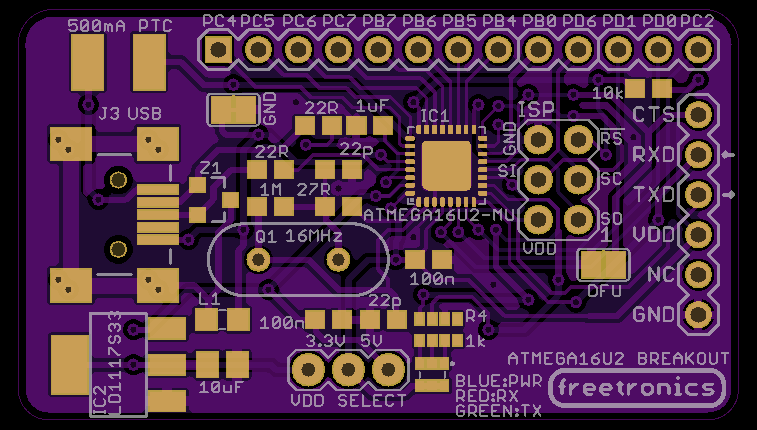 500mA PTC
PC4 PC5 PC6 PC7 PB7 PB6 PB5 PB4 PB0 PD6 PD1 PD0 PC2
10k
J3 USB
GND
22R 1uF
IC1
GND
ISP
CTS
RS
RXD
22R 22p
Z1
SI
SC
1M 27R
TXD
ATMEGA16U2-MU
SO
1
Q1 16MHz
VDD
VDD
100n
NC
DFU
L1
22p
100n
R4
GND
3.3V 5V
1k
IC2
LD1117S33
10uF
ATMEGA16U2 BREAKOUT
VDD SELECT
BLUE:PWR
RED:RX
GREEN:TX
freetronics